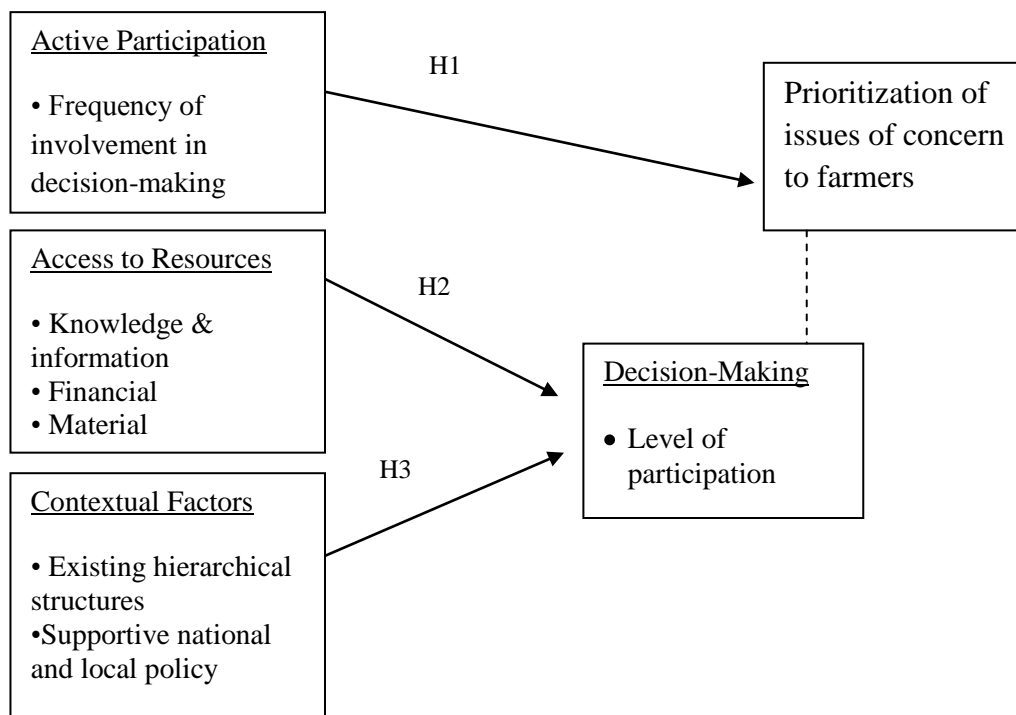 Active Participation
• Frequency of
involvement in
decision-making
H1
Prioritization of
issues of concern
to farmers
Access to Resources
• Knowledge &
information
• Financial
• Material
H2
Decision-Making
• Level of
participation
H3
Contextual Factors
• Existing hierarchical
structures
•Supportive national
and local policy